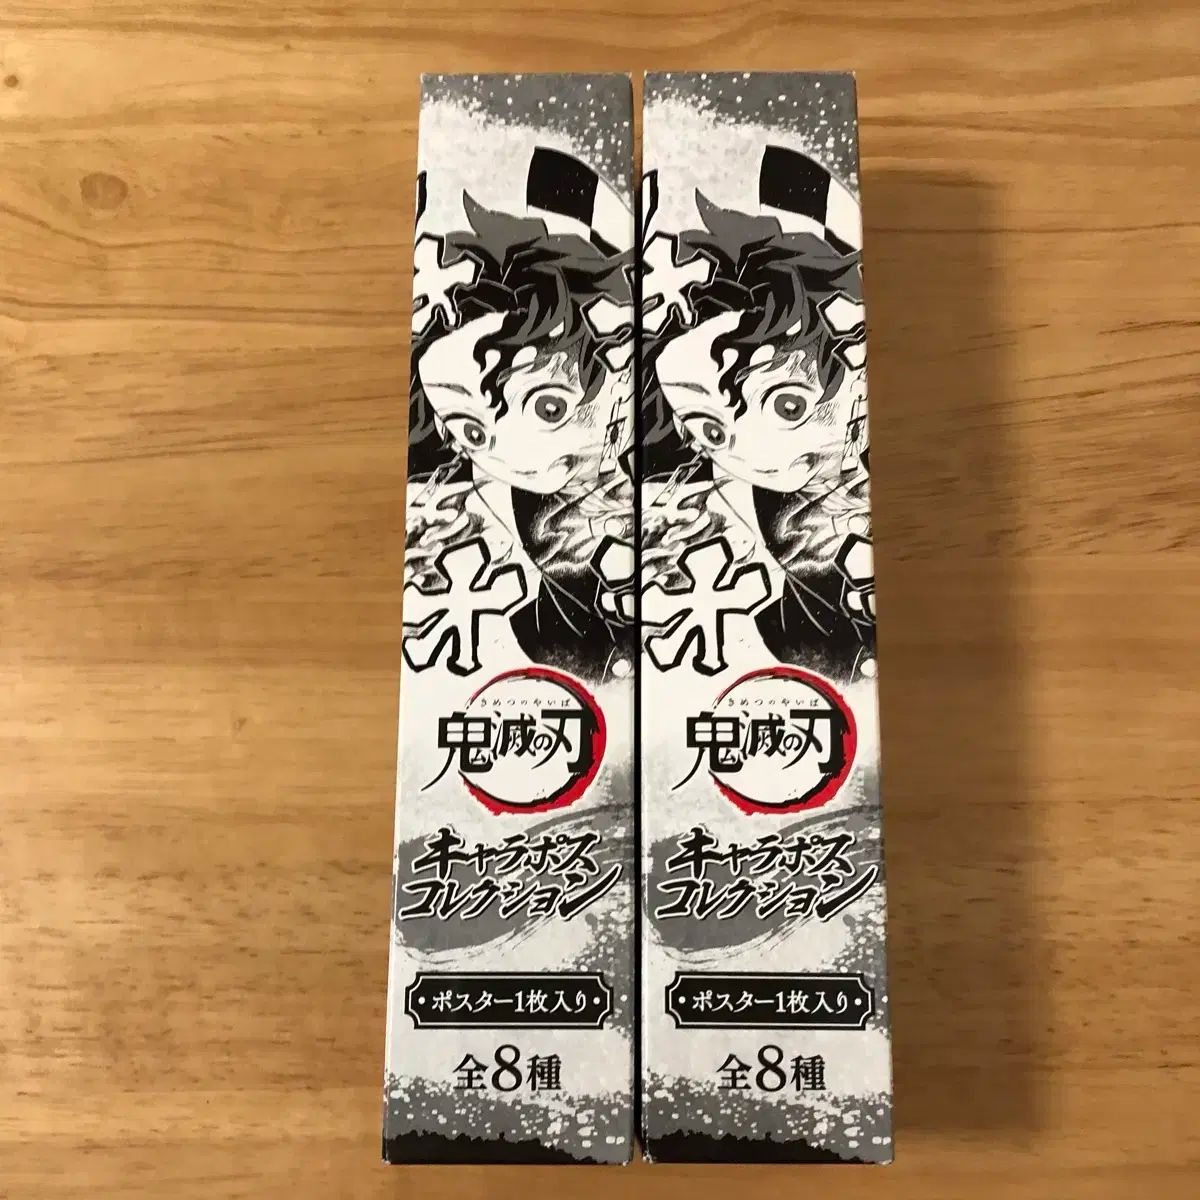 オ
きめつのやいば
鬼滅の刃
キャラポス
コレクション
・ポスター1枚入り・
全8種
オ
きめつのやいば
鬼滅の刃
キャラポス
コレクション
・ポスター1枚入り・
全8種